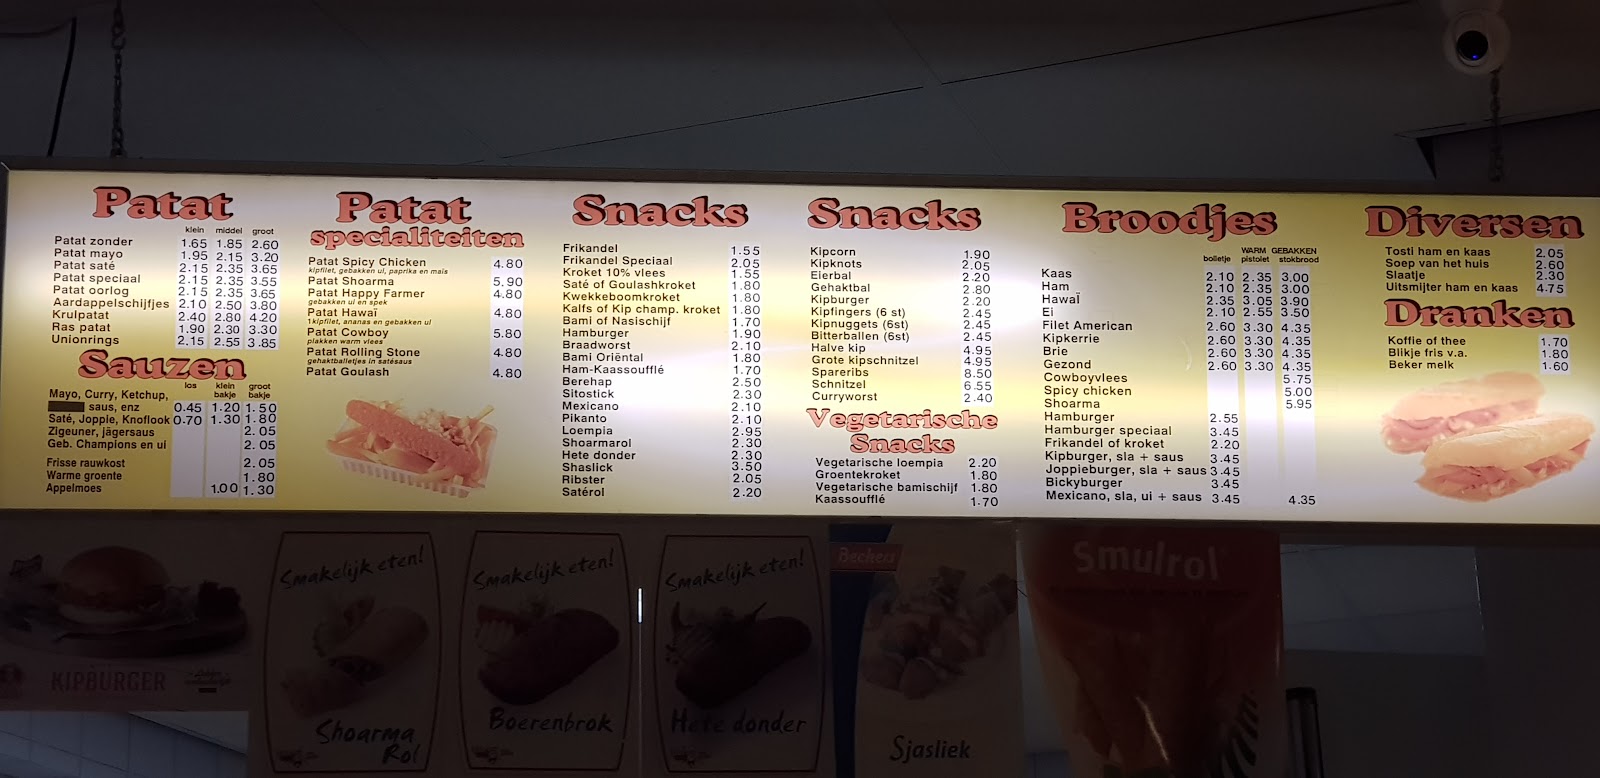 Patat
klein middel groot
Patat zonder 1.65 1.85 2.60
Patat mayo 1.95 2.15 3.20
Patat saté 2.15 2.35 3.65
Patat speciaal 2.15 2.35 3.55
Patat oorlog 2.15 2.35 3.65
Aardappelschijfjes 2.10 2.50 3.80
Krulpatat 2.40 2.80 4.20
Ras patat 1.90 2.30 3.30
Unionrings 2.15 2.55 3.85
Sauzen
los klein bakje groot bakje
Mayo, Curry, Ketchup,
saus, enz 0.45 1.20 1.50
Saté, Joppie, Knoflook 0.70 1.30 1.80
Zigeuner, jägersaus 2.05
Geb. Champions en ui 2.05
Frisse rauwkost 2.05
Warme groente 1.80
Appelmoes 1.00 1.30
Patat
specialiteiten
Patat Spicy Chicken 4.80
kipfilet, gebakken ui, paprika en maïs
Patat Shoarma 5.90
Patat Happy Farmer 4.80
gebakken ui en spek
Patat Hawaï 4.80
1 kipfilet, ananas en gebakken ui
Patat Cowboy 5.80
plakken warm vlees
Patat Rolling Stone 4.80
gehaktballetjes in satésaus
Patat Goulash 4.80
Snacks
Frikandel 1.55
Frikandel Speciaal 2.05
Kroket 10% vlees 1.55
Saté of Goulashkroket 1.80
Kwekkeboomkroket 1.80
Kalfs of Kip champ. kroket 1.80
Bami of Nasischijf 1.70
Hamburger 1.90
Braadworst 2.10
Bami Oriëntal 1.80
Ham-Kaassoufflé 1.70
Berehap 2.50
Sitostick 2.30
Mexicano 2.10
Pikanto 2.10
Loempia 2.95
Shoarmarol 2.30
Hete donder 2.30
Shaslick 3.50
Ribster 2.05
Satérol 2.20
Snacks
Kipcorn 1.90
Kipknots 2.05
Eierbal 2.20
Gehaktbal 2.80
Kipburger 2.20
Kipfingers (6 st) 2.45
Kipnuggets (6st) 2.45
Bitterballen (6st) 2.45
Halve kip 4.95
Grote kipschnitzel 4.95
Spareribs 8.50
Schnitzel 6.55
Curryworst 2.40
Vegetarische
Snacks
Vegetarische loempia 2.20
Groentekroket 1.80
Vegetarische bamischijf 1.80
Kaassoufflé 1.70
Broodjes
WARM GEBAKKEN
bolletje pistolet stokbrood
Kaas 2.10 2.35 3.00
Ham 2.10 2.35 3.00
Hawaï 2.35 3.05 3.90
Ei 2.10 2.55 3.50
Filet American 2.60 3.30 4.35
Kipkerrie 2.60 3.30 4.35
Brie 2.60 3.30 4.35
Gezond 2.60 3.30 4.35
Cowboyvlees 5.75
Spicy chicken 5.00
Shoarma 5.95
Hamburger 2.55
Hamburger speciaal 3.45
Frikandel of kroket 2.20
Kipburger, sla + saus 3.45
Joppieburger, sla + saus 3.45
Bickyburger 3.45
Mexicano, sla, ui + saus 3.45 4.35
Diversen
Tosti ham en kaas 2.05
Soep van het huis 2.60
Slaatje 2.30
Uitsmijter ham en kaas 4.75
Dranken
Koffie of thee 1.70
Blikje fris v.a. 1.80
Beker melk 1.60
KIPBURGER
Smakelijk eten!
Shoarma
Rol
Smakelijk eten!
Boerenbrok
Smakelijk eten!
Hete donder
Beckers
Sjasliek
Smulrol